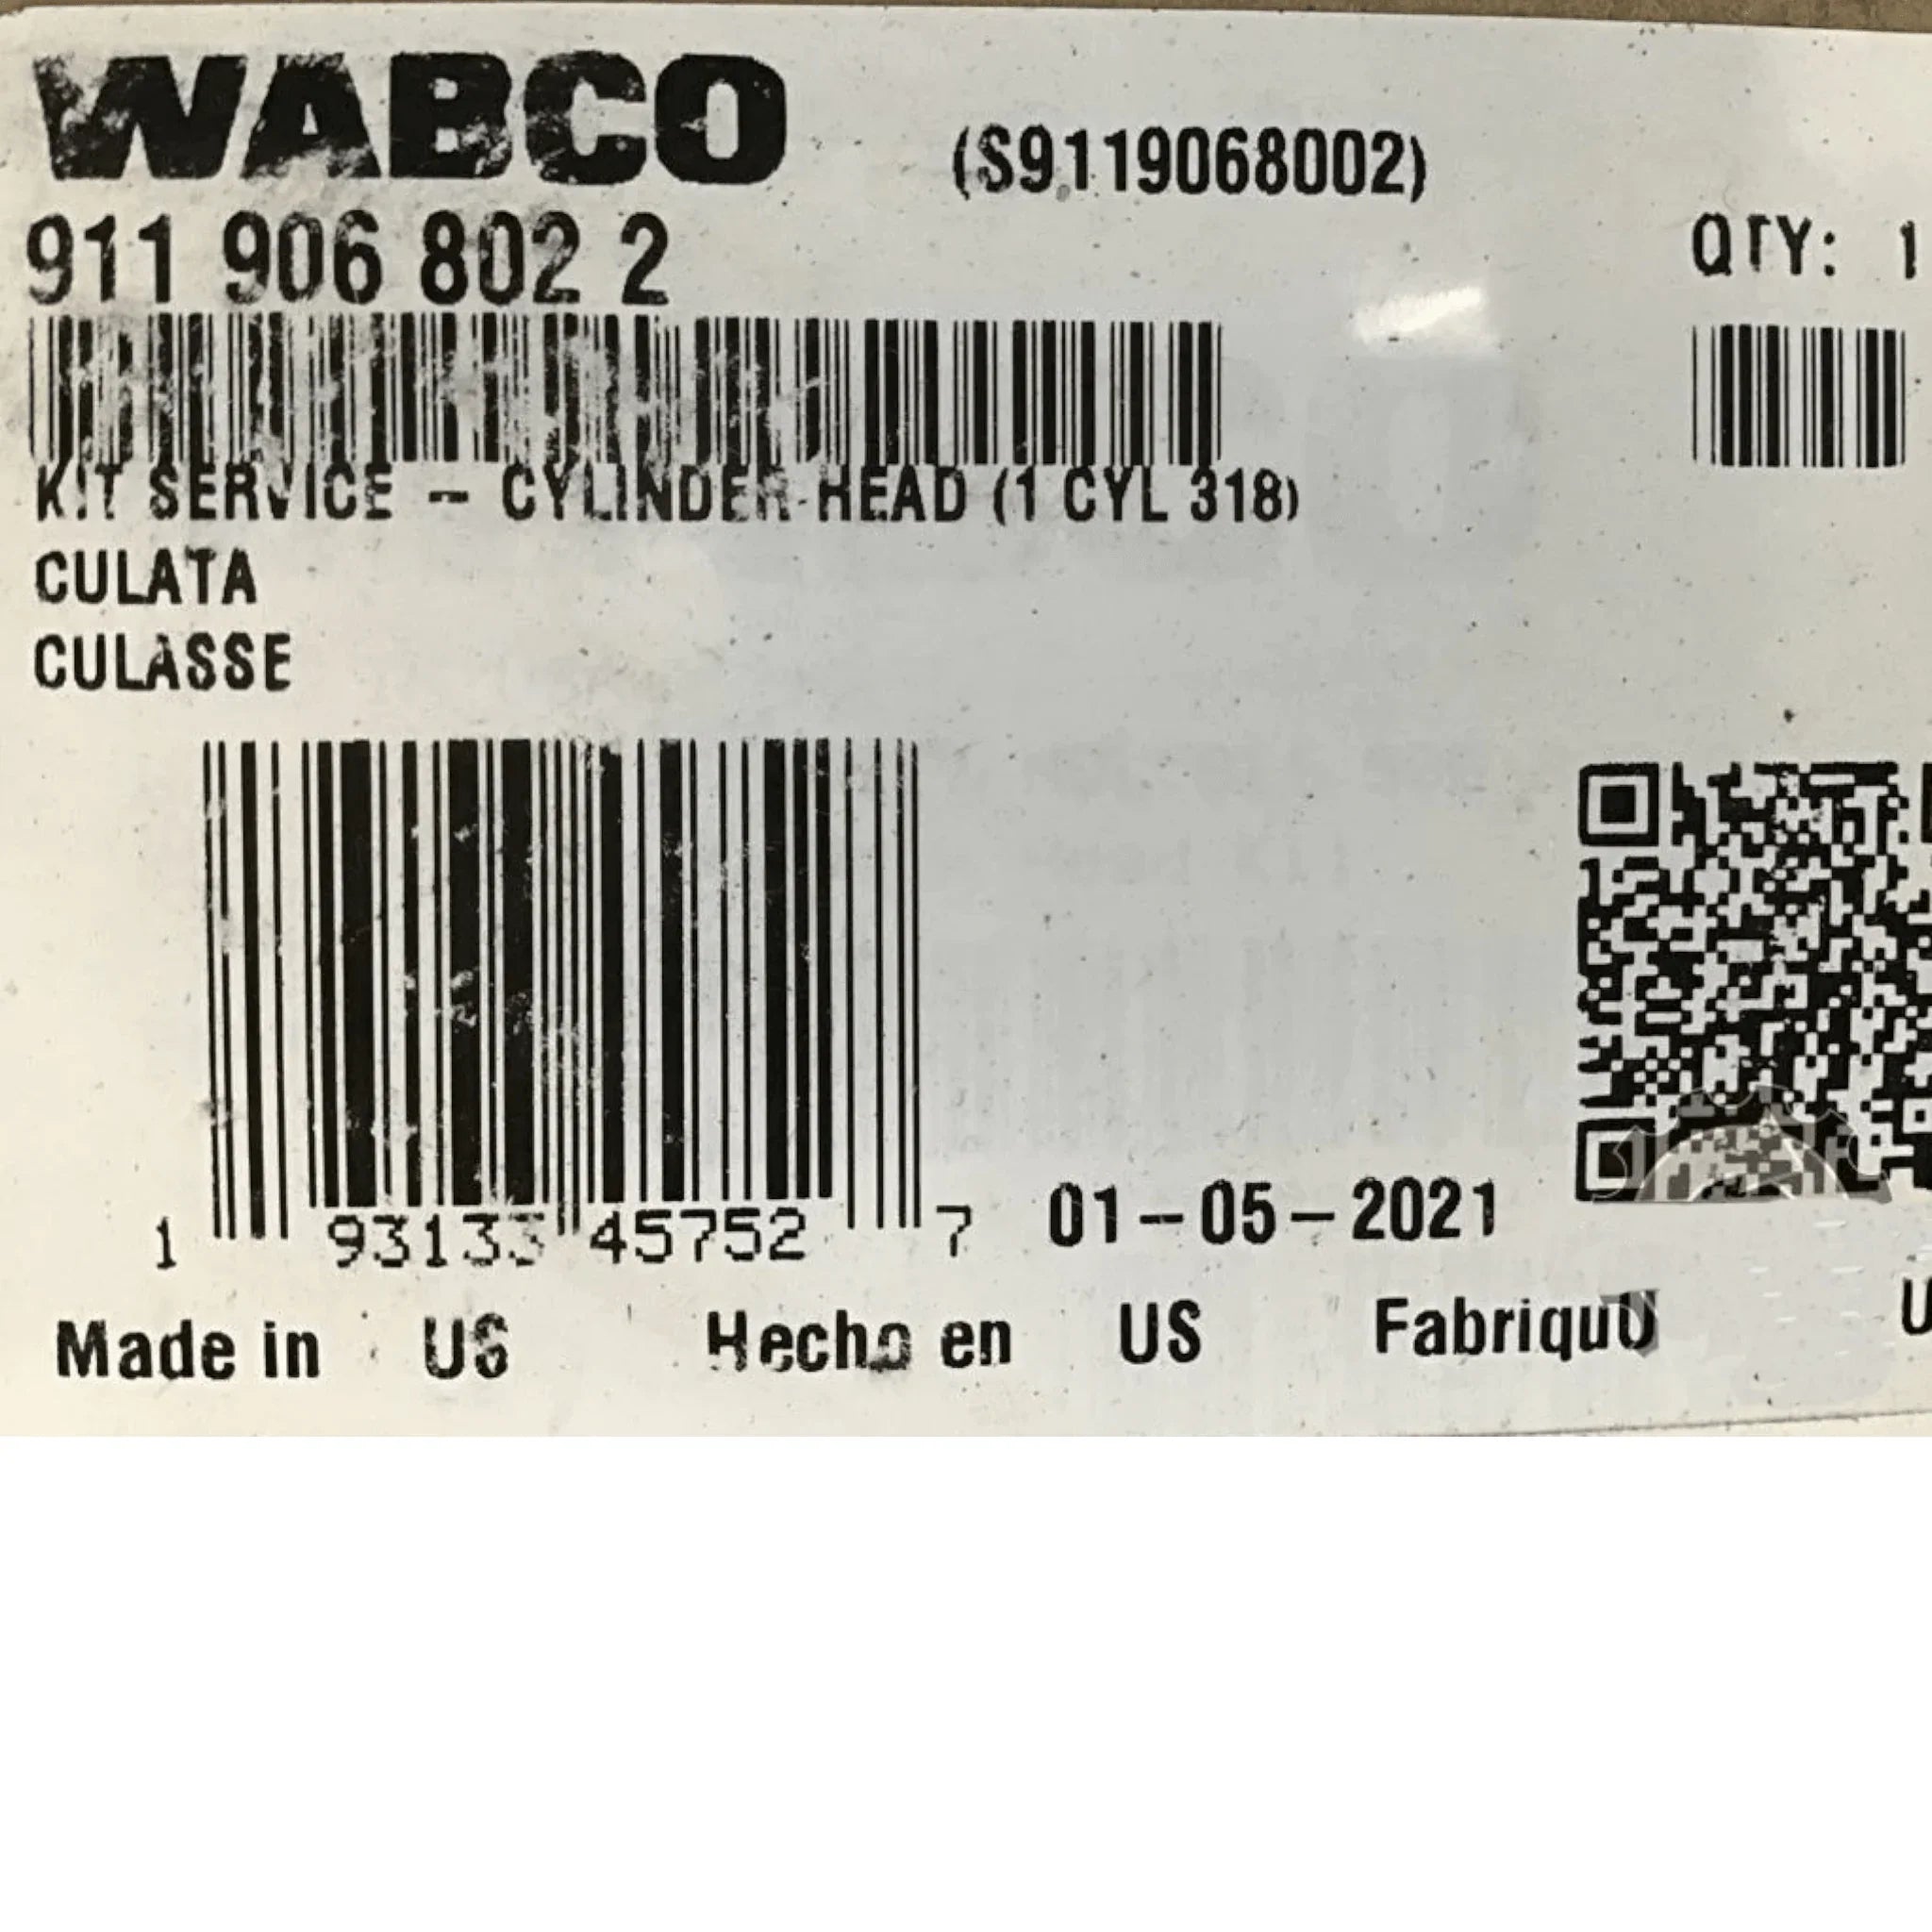 WABCO
(S9119068002)
911 906 802 2
QTY: 1
KIT SERVICE - CYLINDER HEAD (1 CYL 318)
CULATA
CULASSE
1 93133 45752 7
01-05-2021
Made in US Hecho en US